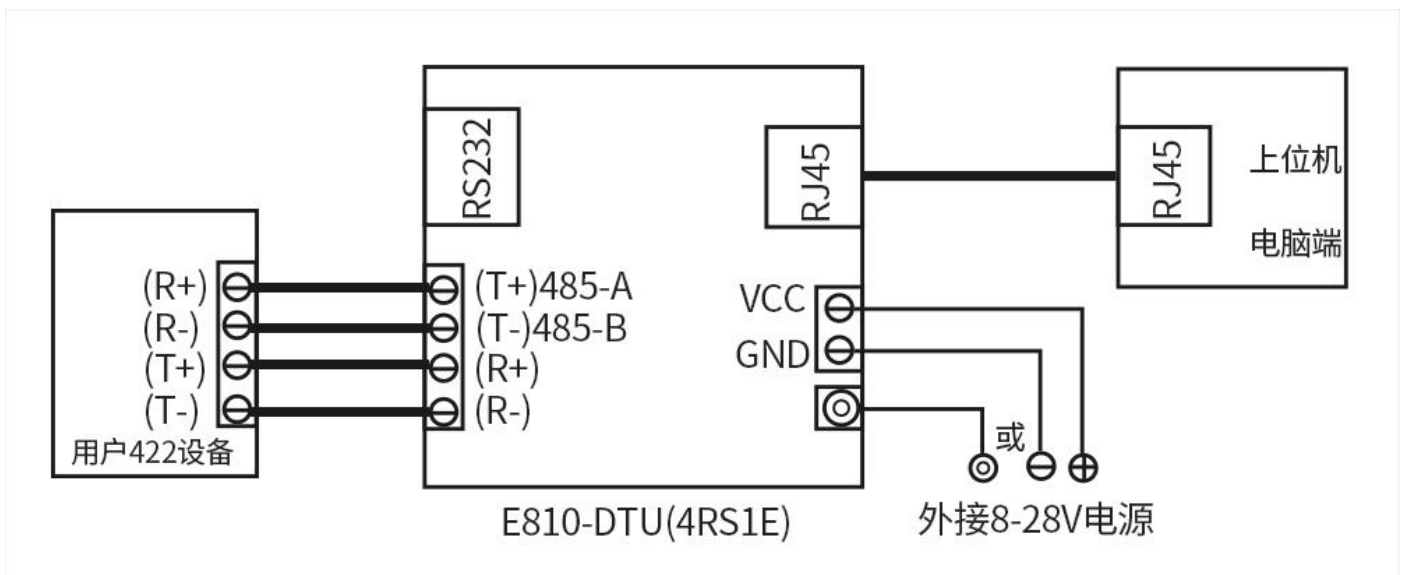 RS232
RJ45
RJ45
上位机
电脑端
(R+)
(R-)
(T+)
(T-)
用户422设备
(T+)485-A
(T-)485-B
(R+)
(R-)
VCC
GND
或
E810-DTU(4RS1E)
外接8-28V电源